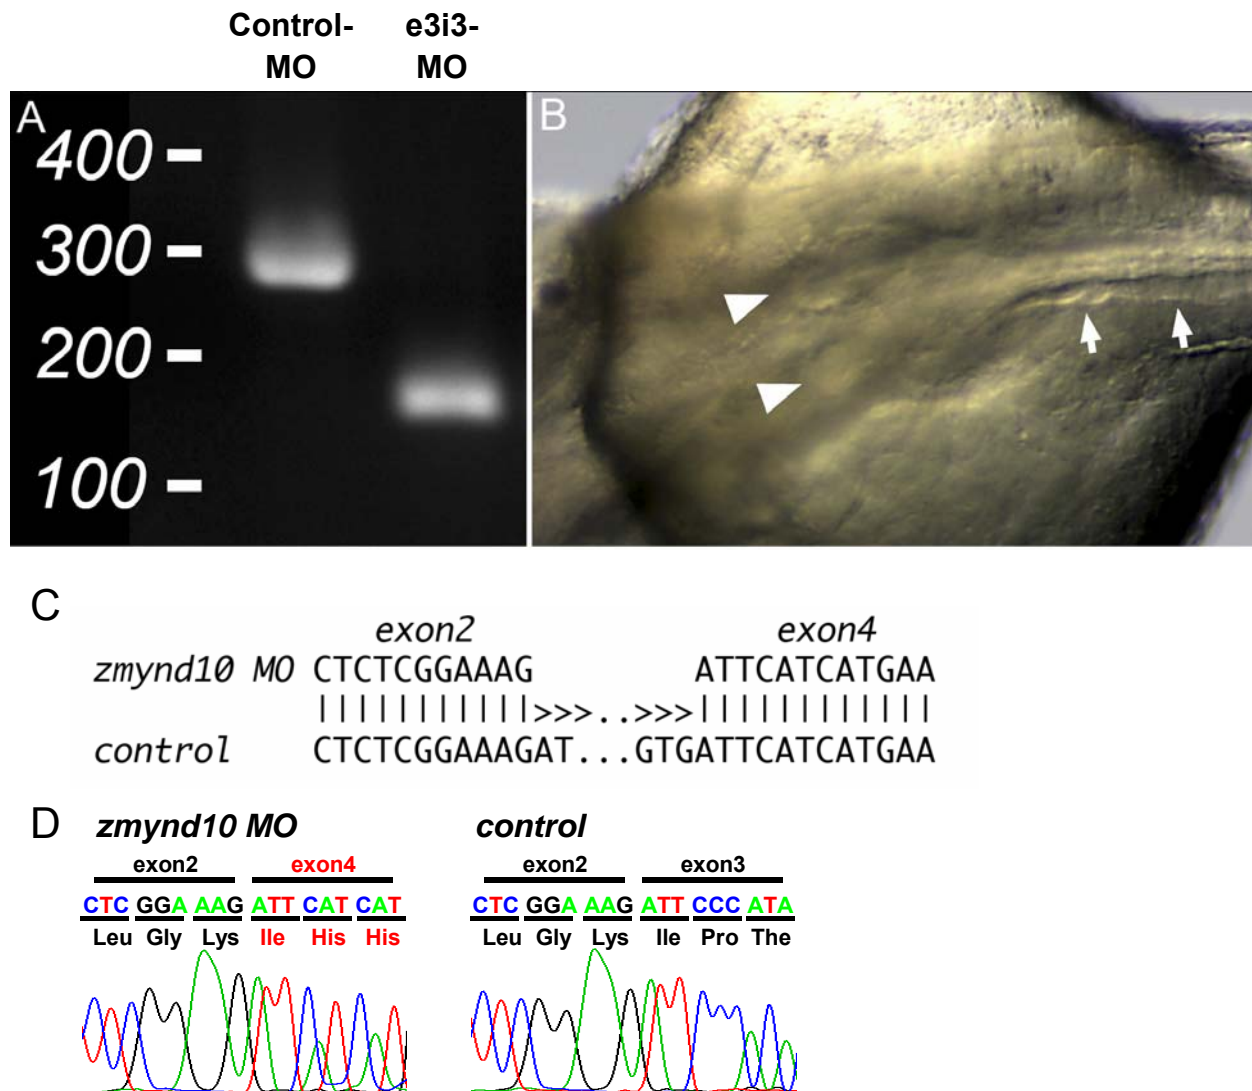 Control-MO e3i3-MO
A
400
300
200
100
B
C
exon2 exon4
zmynd10 MO CTCTCGGAAAG ATTCATCATGAA
|||||||||||>>>..>>>||||||||||||
control CTCTCGGAAAGAT...GTGATTCATCATGAA
D zmynd10 MO control
exon2 exon4 exon2 exon3
CTC GGA AAG ATT CAT CAT CTC GGA AAG ATT CCC ATA
Leu Gly Lys Ile His His Leu Gly Lys Ile Pro The